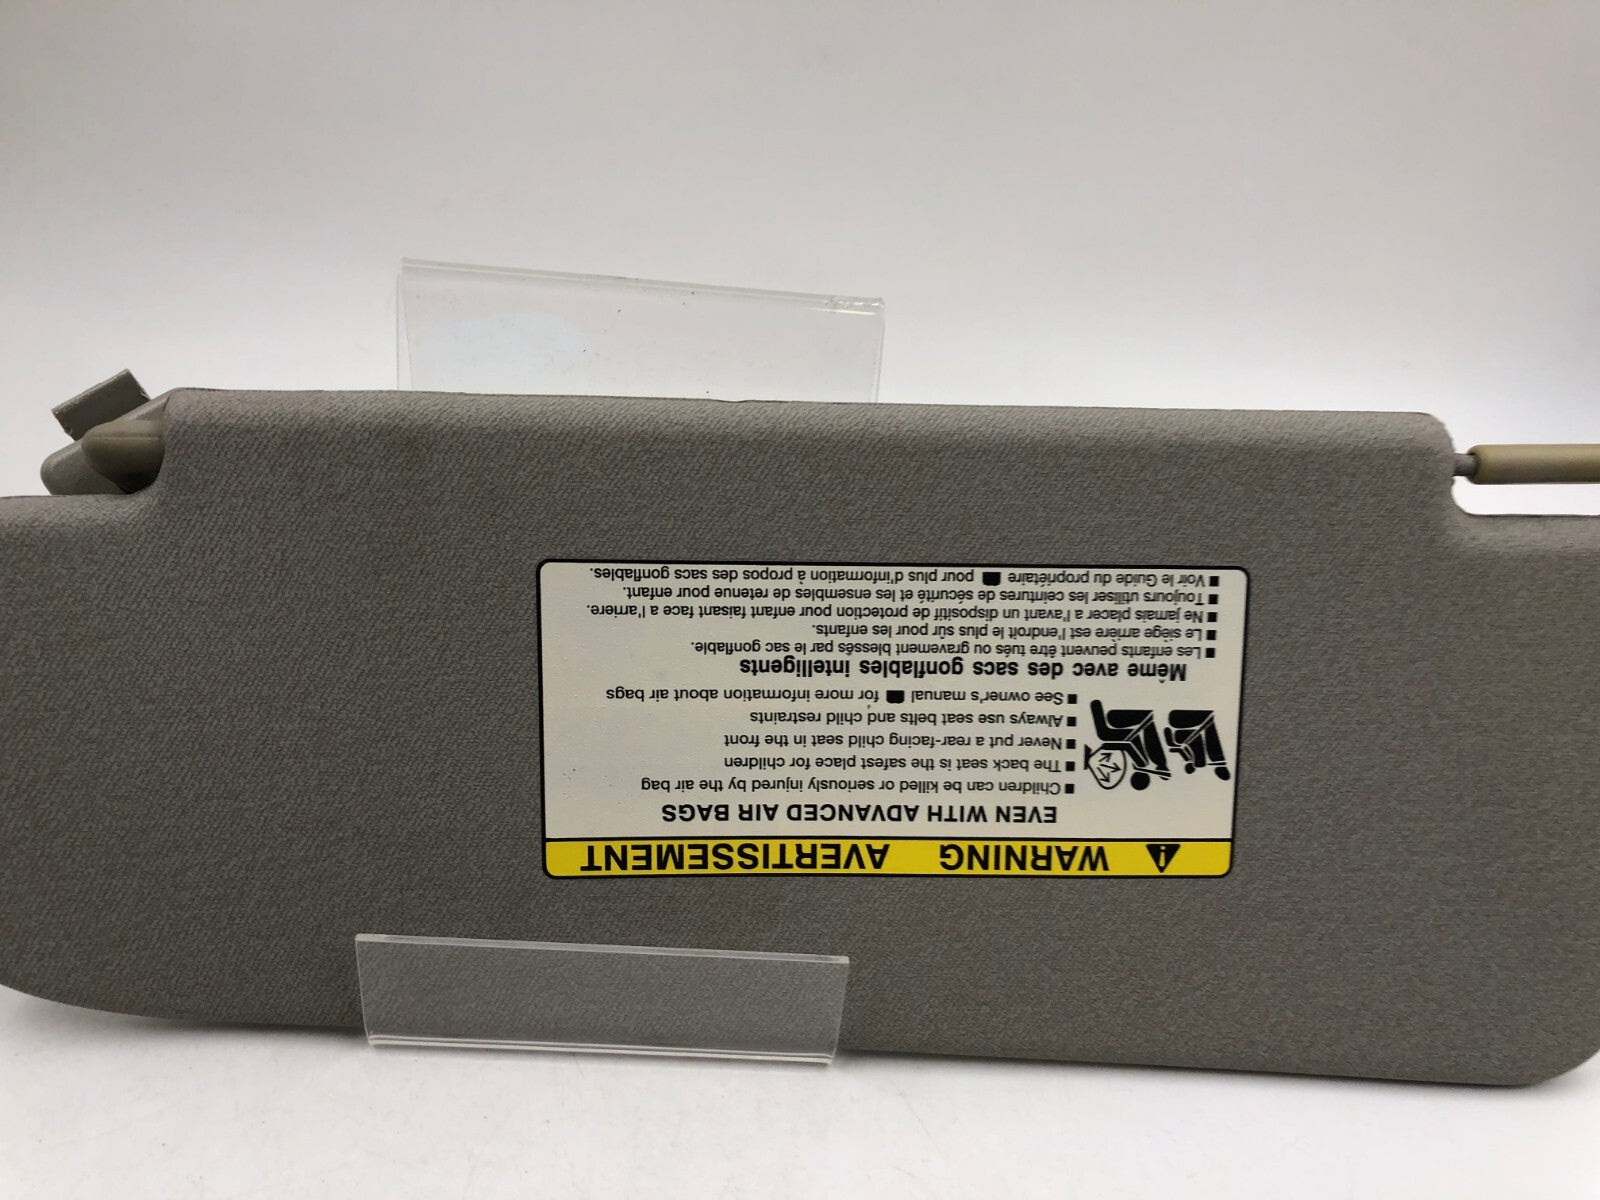 WARNING AVERTISSEMENT
EVEN WITH ADVANCED AIR BAGS
■ Children can be killed or seriously injured by the air bag
■ The back seat is the safest place for children
■ Never put a rear-facing child seat in the front
■ Always use seat belts and child restraints
■ See owner's manual for more information about air bags
Même avec des sacs gonflables intelligents
■ Les enfants peuvent être tués ou gravement blessés par le sac gonflable.
■ Le siège arrière est l'endroit le plus sûr pour les enfants.
■ Ne jamais placer a l'avant un dispositif de protection pour enfant faisant face a l'arriere.
■ Toujours utiliser les ceintures de sécurité et les ensembles de retenue pour enfant.
■ Voir le Guide du propriétaire pour plus d'information à propos des sacs gonflables.